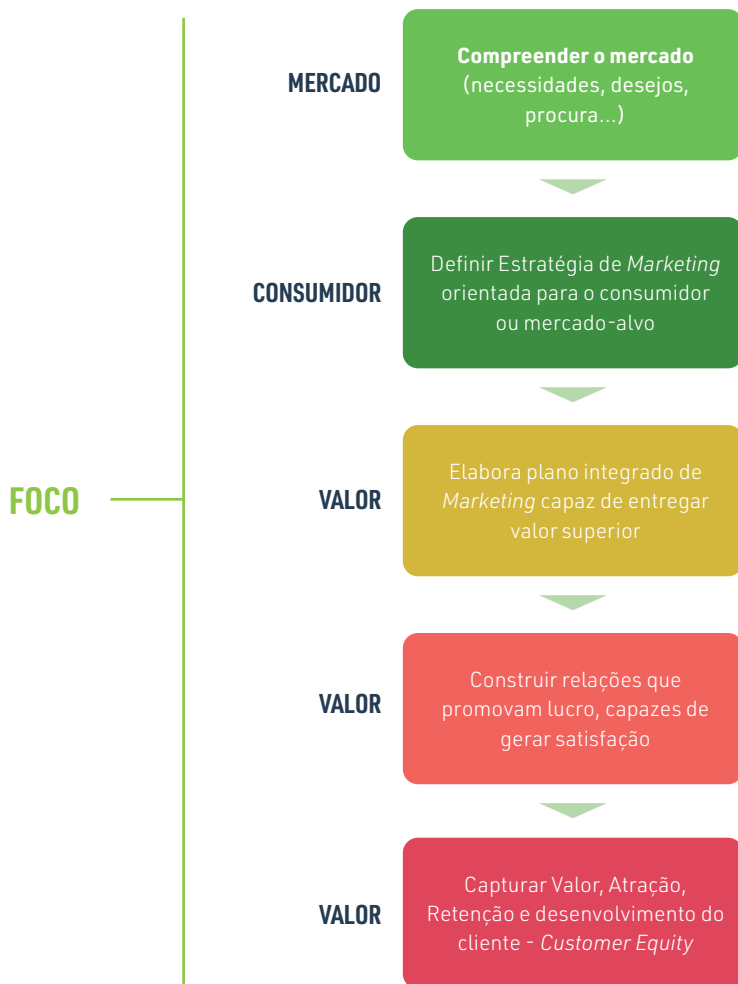 MERCADO
Compreender o mercado
(necessidades, desejos,
procura...)
CONSUMIDOR
Definir Estratégia de Marketing
orientada para o consumidor
ou mercado-alvo
FOCO
VALOR
Elabora plano integrado de
Marketing capaz de entregar
valor superior
VALOR
Construir relações que
promovam lucro, capazes de
gerar satisfação
VALOR
Capturar Valor, Atração,
Retenção e desenvolvimento do
cliente - Customer Equity